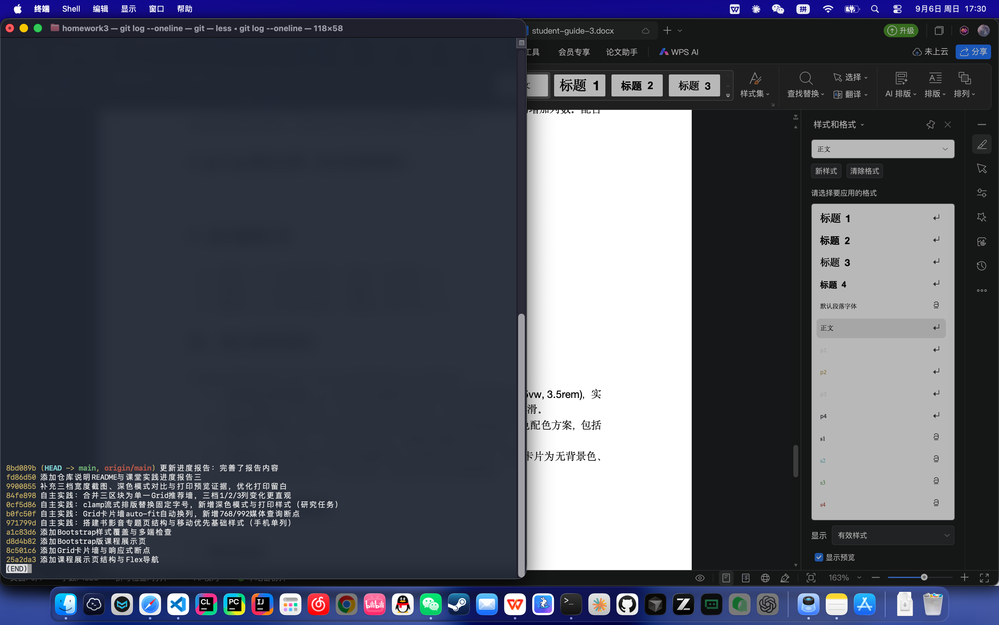 终端 Shell 编辑 显示 窗口 帮助
拼
9月6日 周日 17:30
homework3 — git log --oneline — git — less ◂ git log --oneline — 118×58
student-guide-3.docx
升级
工具 会员专享 论文助手 WPS AI
未上云 分享
标题 1 标题 2 标题 3
样式集
查找替换
选择
翻译
AI 排版 排版 排列
样式和格式
正文
新样式 清除格式
请选择要应用的格式
标题 1
标题 2
标题 3
标题 4
默认段落字体
正文
p1
p2
p3
p4
s1
s2
s3
s4
显示 有效样式
显示预览
5vw, 3.5rem)，实
滑。
色配色方案，包括
卡片为无背景色、
8bd089b (HEAD -> main, origin/main) 更新进度报告：完善了报告内容
fd86d50 添加仓库说明README与课堂实践进度报告三
9900855 补充三档宽度截图、深色模式对比与打印预览证据，优化打印留白
84fe898 自主实践：合并三区块为单一Grid推荐墙，三档1/2/3列变化更直观
0cf5d86 自主实践：clamp流式排版替换固定字号，新增深色模式与打印样式（研究任务）
b0fc50f 自主实践：Grid卡片墙auto-fit自动换列，新增768/992媒体查询断点
971799d 自主实践：搭建书影音专题页结构与移动优先基础样式（手机单列）
a1c83d6 添加Bootstrap样式覆盖与多端检查
d8d4b82 添加Bootstrap版课程展示页
8c501c6 添加Grid卡片墙与响应式断点
25a2da3 添加课程展示页结构与Flex导航
(END)
163%
CL
PC
IJ
bilibili